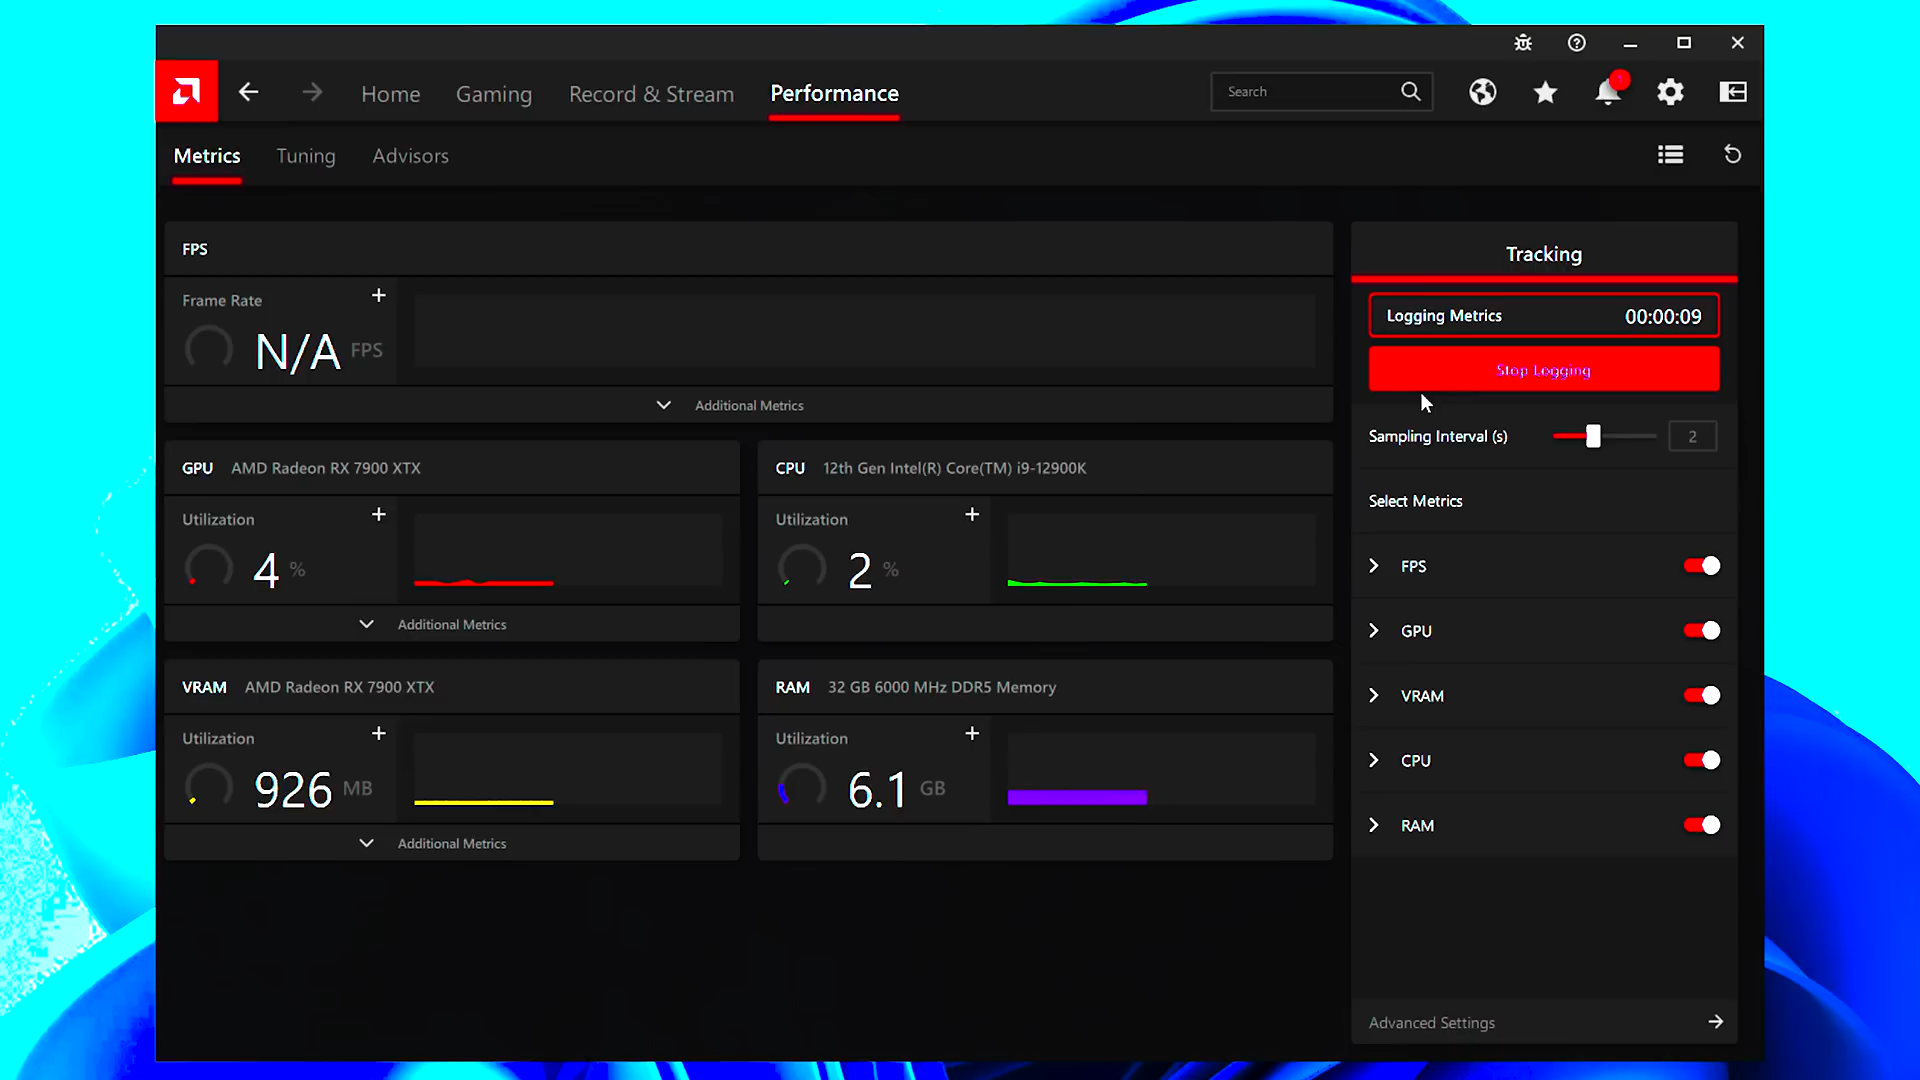 Home
Gaming
Record & Stream
Performance
Search
Metrics
Tuning
Advisors
FPS
Frame Rate
N/A FPS
Additional Metrics
GPU AMD Radeon RX 7900 XTX
Utilization
4 %
Additional Metrics
CPU 12th Gen Intel(R) Core(TM) i9-12900K
Utilization
2 %
VRAM AMD Radeon RX 7900 XTX
Utilization
926 MB
Additional Metrics
RAM 32 GB 6000 MHz DDR5 Memory
Utilization
6.1 GB
Tracking
Logging Metrics 00:00:09
Stop Logging
Sampling Interval (s) 2
Select Metrics
FPS
GPU
VRAM
CPU
RAM
Advanced Settings